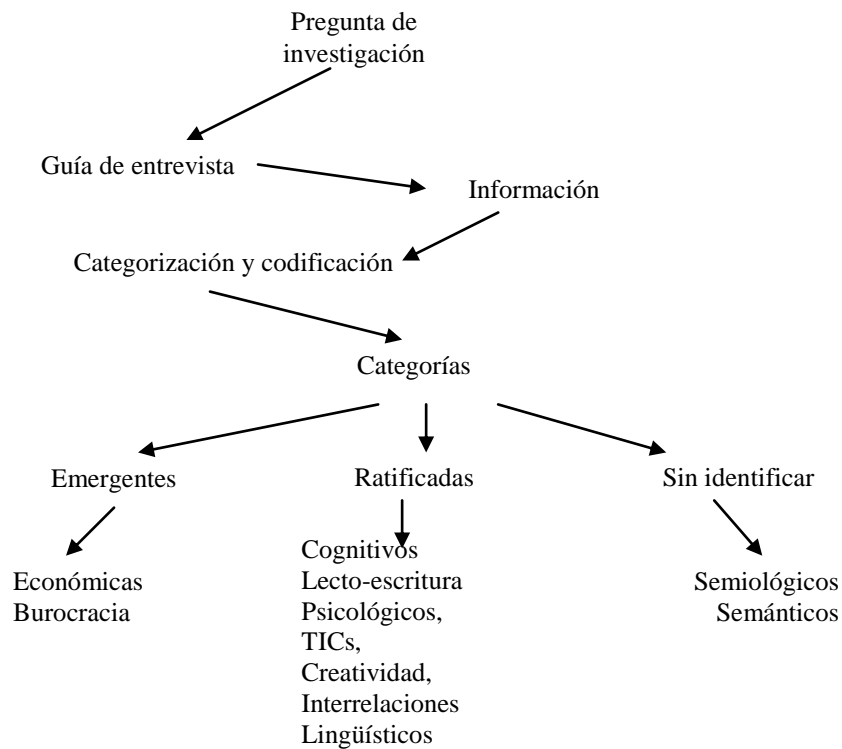 Pregunta de
investigación
Guía de entrevista
Información
Categorización y codificación
Categorías
Emergentes
Ratificadas
Sin identificar
Económicas
Burocracia
Cognitivos
Lecto-escritura
Psicológicos,
TICs,
Creatividad,
Interrelaciones
Lingüísticos
Semiológicos
Semánticos